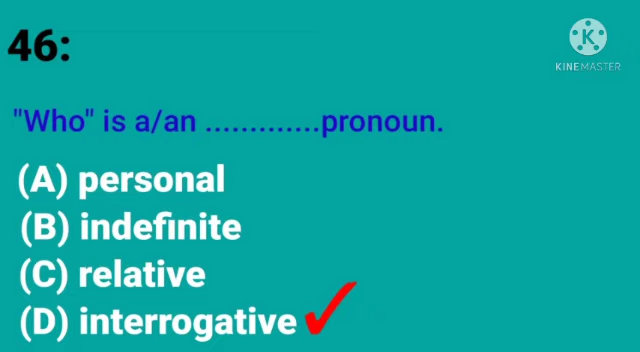 46:
K
KINEMASTER
"Who" is a/an .............pronoun.
(A) personal
(B) indefinite
(C) relative
(D) interrogative